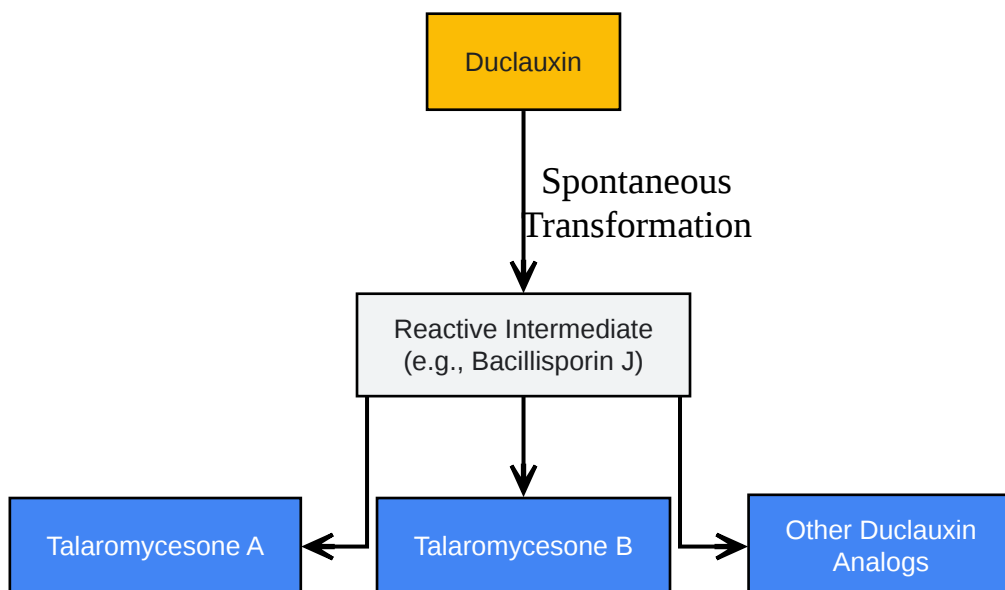 Duclauxin
Spontaneous
Transformation
Reactive Intermediate
(e.g., Bacillisporin J)
Talaromycesone A
Talaromycesone B
Other Duclauxin
Analogs